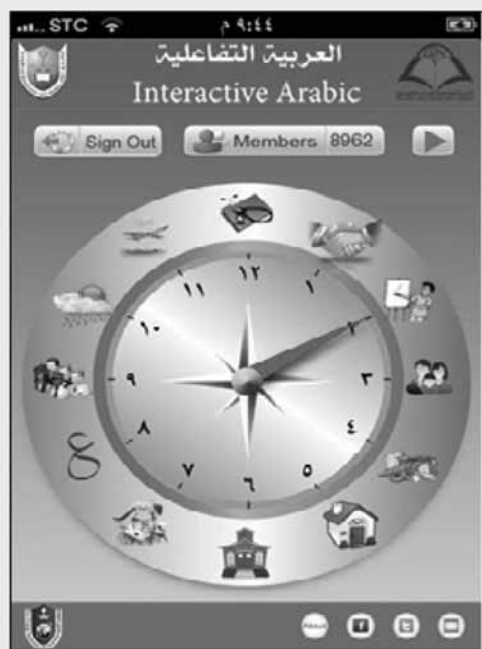 STC ٩:٤٤ م
العربية التفاعلية
Interactive Arabic
Sign Out Members 8962
١٢
١١ ١
١٠
٩ ٣
٨ ٤
٧ ٥
٦
About